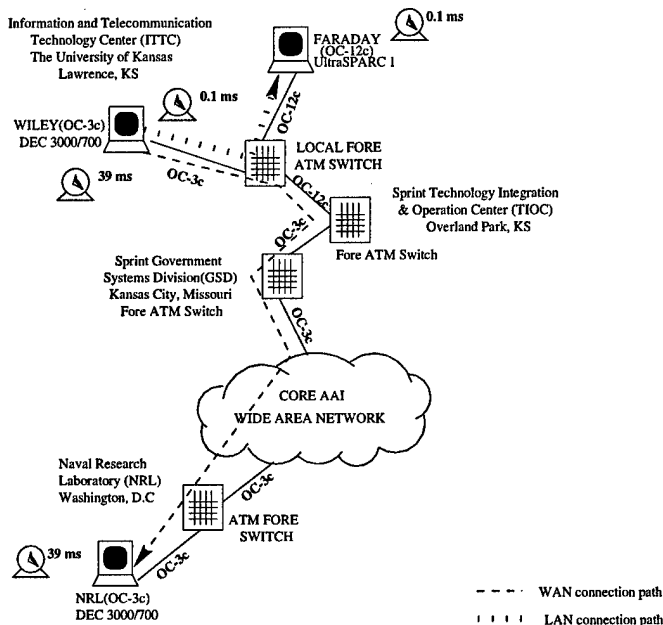 Information and Telecommunication
Technology Center (ITTC)
The University of Kansas
Lawrence, KS
0.1 ms
FARADAY
(OC-12c)
UltraSPARC 1
0.1 ms
OC-12c
WILEY(OC-3c)
DEC 3000/700
LOCAL FORE
ATM SWITCH
39 ms
OC-3c
OC-12c
Sprint Technology Integration
& Operation Center (TIOC)
Overland Park, KS
OC-3c
Fore ATM Switch
Sprint Government
Systems Division(GSD)
Kansas City, Missouri
Fore ATM Switch
OC-3c
CORE AAI
WIDE AREA NETWORK
Naval Research
Laboratory (NRL)
Washington, D.C
OC-3c
ATM FORE
SWITCH
39 ms
OC-3c
NRL(OC-3c)
DEC 3000/700
WAN connection path
LAN connection path